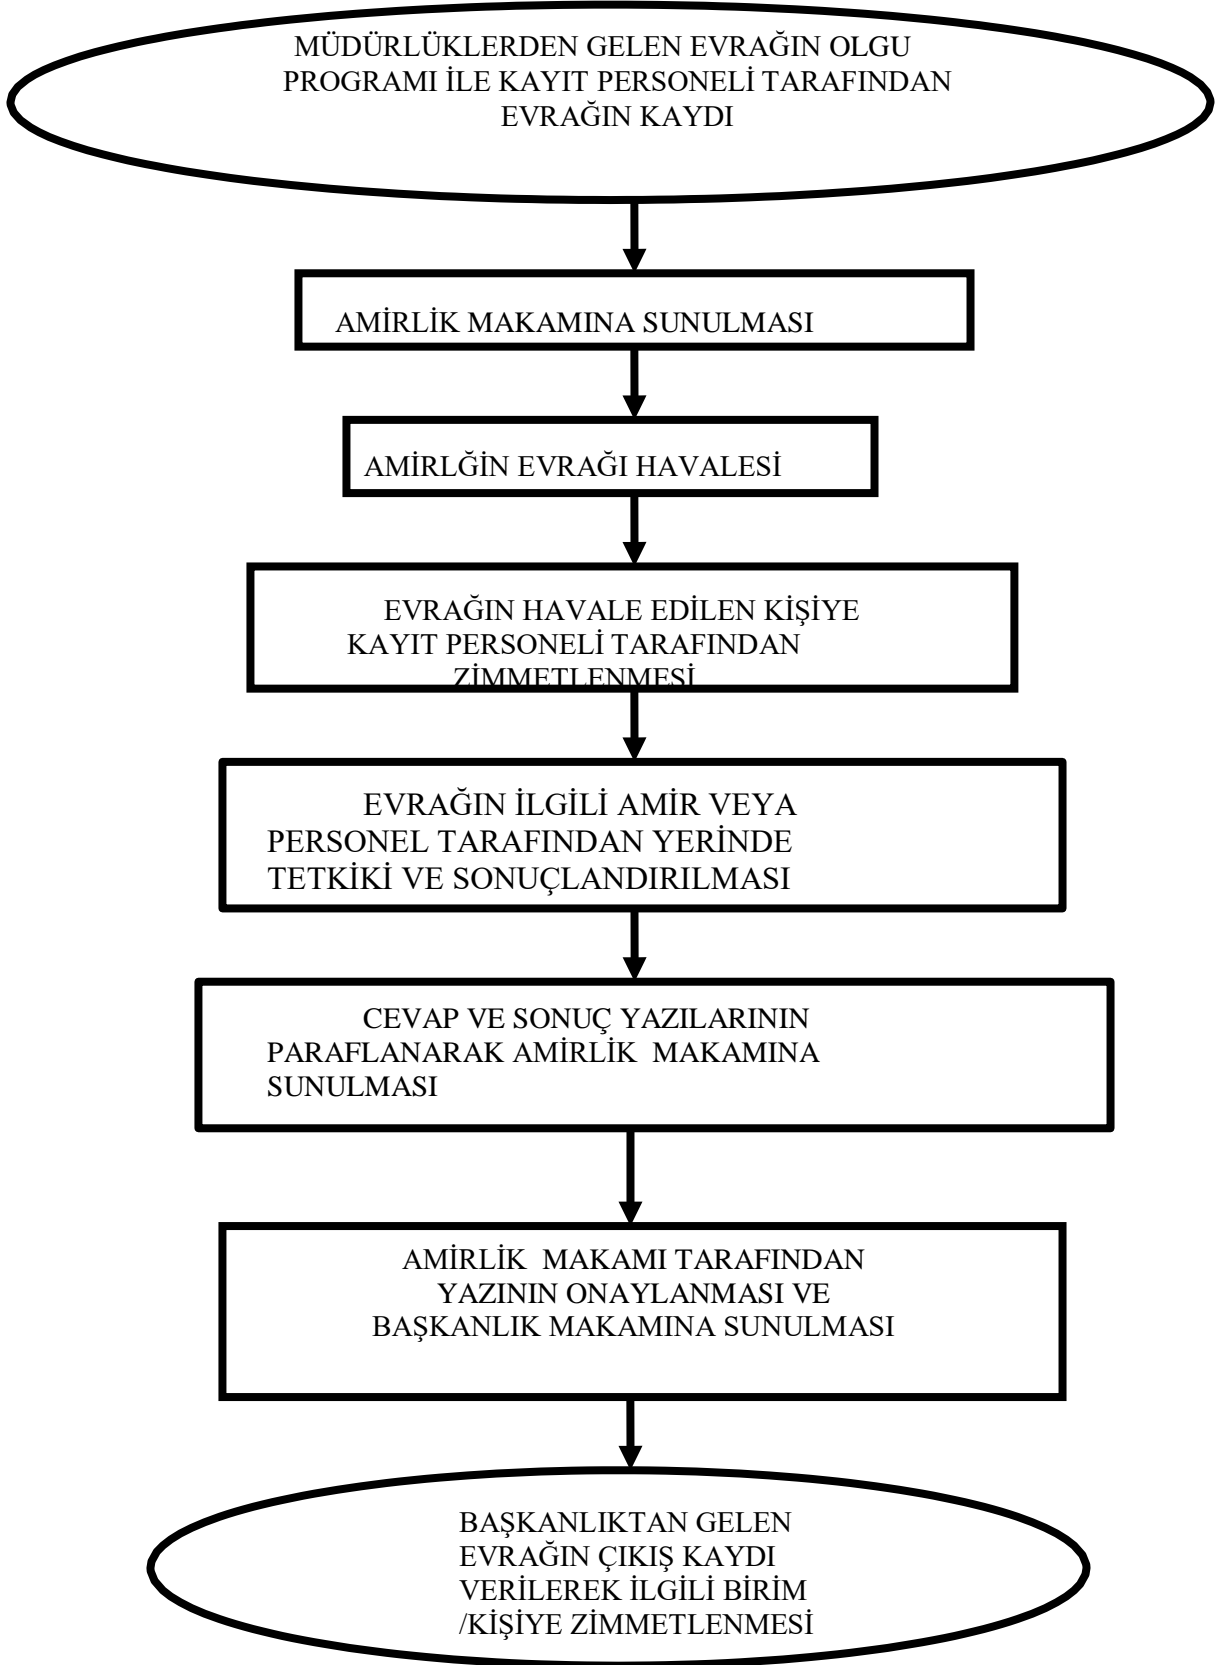 MÜDÜRLÜKLERDEN GELEN EVRAĞIN OLGU
PROGRAMI İLE KAYIT PERSONELİ TARAFINDAN
EVRAĞIN KAYDI
AMİRLİK MAKAMINA SUNULMASI
AMİRLĞİN EVRAĞI HAVALESİ
EVRAĞIN HAVALE EDİLEN KİŞİYE
KAYIT PERSONELİ TARAFINDAN
ZİMMETLENMESİ
EVRAĞIN İLGİLİ AMİR VEYA
PERSONEL TARAFINDAN YERİNDE
TETKİKİ VE SONUÇLANDIRILMASI
CEVAP VE SONUÇ YAZILARININ
PARAFLANARAK AMİRLİK  MAKAMINA
SUNULMASI
AMİRLİK  MAKAMI TARAFINDAN
YAZININ ONAYLANMASI VE
BAŞKANLIK MAKAMINA SUNULMASI
BAŞKANLIKTAN GELEN
EVRAĞIN ÇIKIŞ KAYDI
VERİLEREK İLGİLİ BİRİM
/KİŞİYE ZİMMETLENMESİ